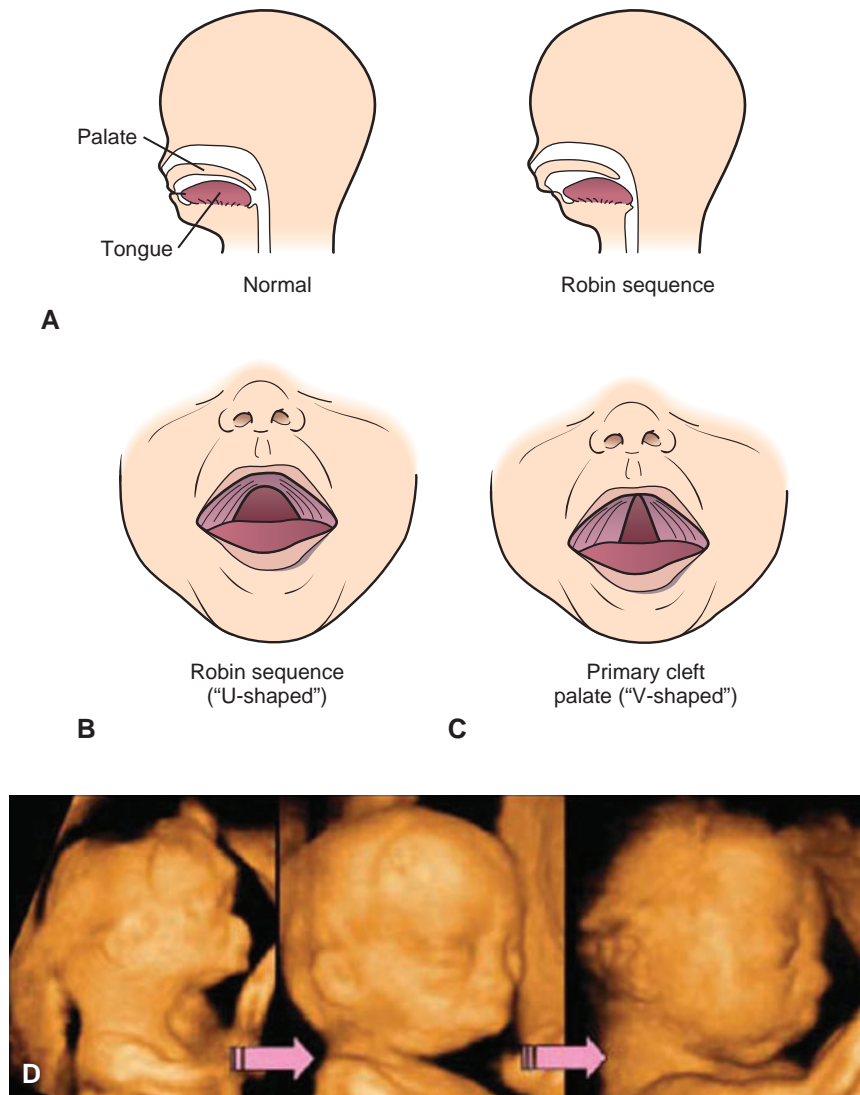 Palate
Tongue
Normal
Robin sequence
A
Robin sequence
(“U-shaped”)
Primary cleft
palate (“V-shaped”)
B
C
D